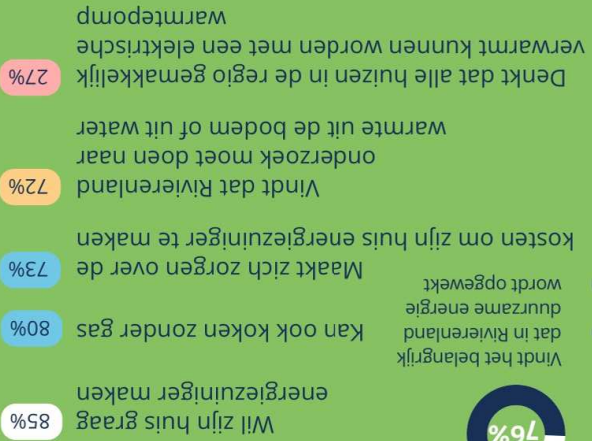 76%
Vindt het belangrijk
dat in Rivierenland
duurzame energie
wordt opgewekt
Wil zijn huis graag
energiezuiniger maken
85%
Kan ook koken zonder gas
80%
Maakt zich zorgen over de
kosten om zijn huis energiezuiniger te maken
73%
Vindt dat Rivierenland
onderzoek moet doen naar
warmte uit de bodem of uit water
72%
Denkt dat alle huizen in de regio gemakkelijk
verwarmt kunnen worden met een elektrische
warmtepomp
27%